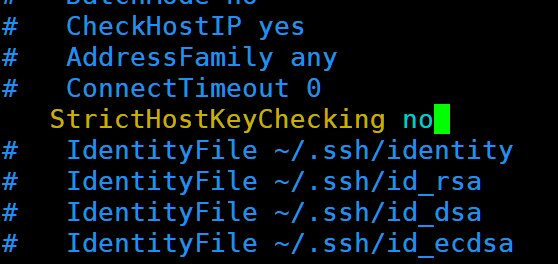 #   BatchMode no
#   CheckHostIP yes
#   AddressFamily any
#   ConnectTimeout 0
   StrictHostKeyChecking no
#   IdentityFile ~/.ssh/identity
#   IdentityFile ~/.ssh/id_rsa
#   IdentityFile ~/.ssh/id_dsa
#   IdentityFile ~/.ssh/id_ecdsa